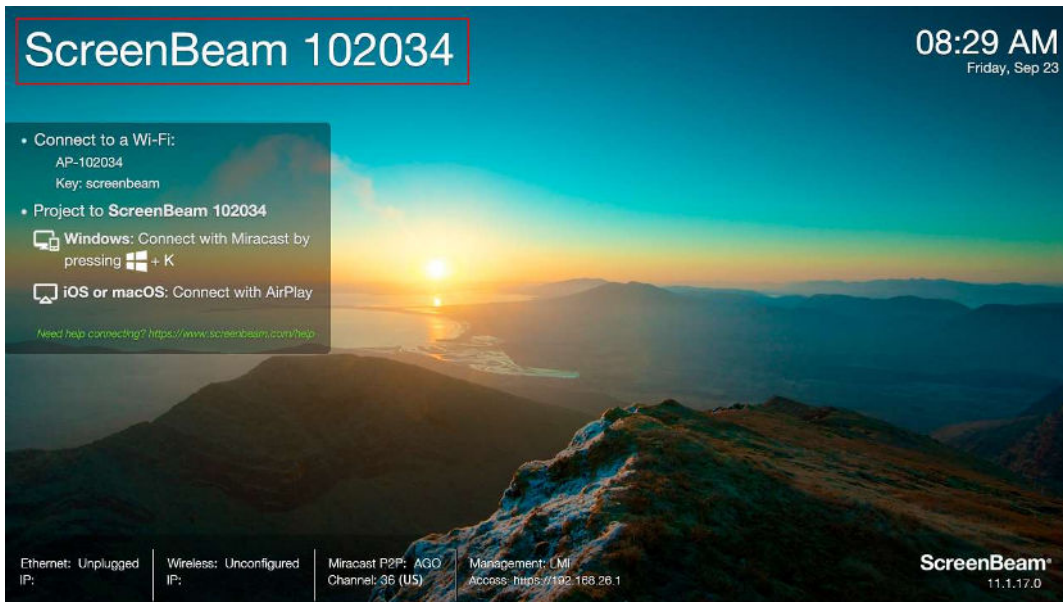 ScreenBeam 102034
08:29 AM
Friday, Sep 23
• Connect to a Wi-Fi:
AP-102034
Key: screenbeam
• Project to ScreenBeam 102034
Windows: Connect with Miracast by
pressing + K
iOS or macOS: Connect with AirPlay
Need help connecting? https://www.screenbeam.com/help
Ethernet: Unplugged
IP:
Wireless: Unconfigured
IP:
Miracast P2P: AGO
Channel: 36 (US)
Management: LMI
Access: https://192.168.26.1
ScreenBeam®
11.1.17.0